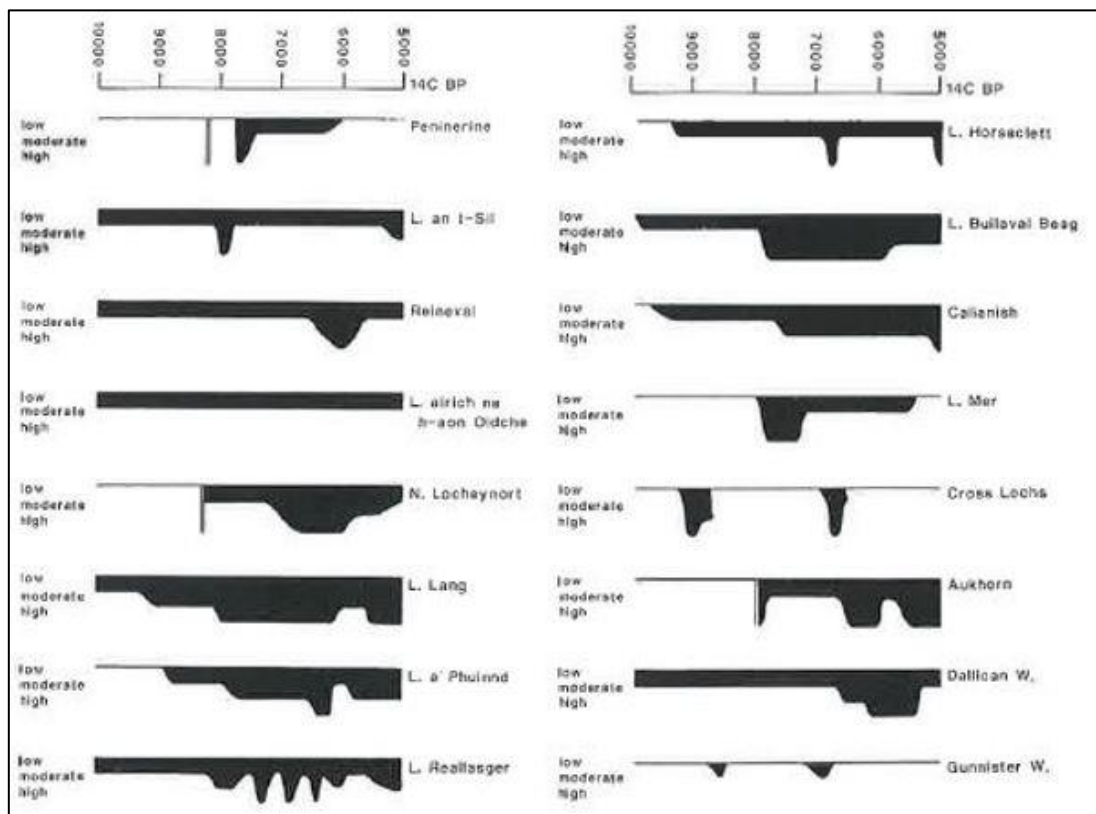 10000 9000 8000 7000 6000 5000
14C BP
low
moderate
high
Peninerine
low
moderate
high
L. an t-Sil
low
moderate
high
Reineval
low
moderate
high
L. airich na
h-aon Oidche
low
moderate
high
N. Locheynort
low
moderate
high
L. Lang
low
moderate
high
L. a' Phuinnd
low
moderate
high
L. Reallasger
10000 9000 8000 7000 6000 5000
14C BP
low
moderate
high
L. Horsaclett
low
moderate
high
L. Builaval Beag
low
moderate
high
Callanish
low
moderate
high
L. Mer
low
moderate
high
Cross Lochs
low
moderate
high
Aukhorn
low
moderate
high
Dallican W.
low
moderate
high
Gunnister W.